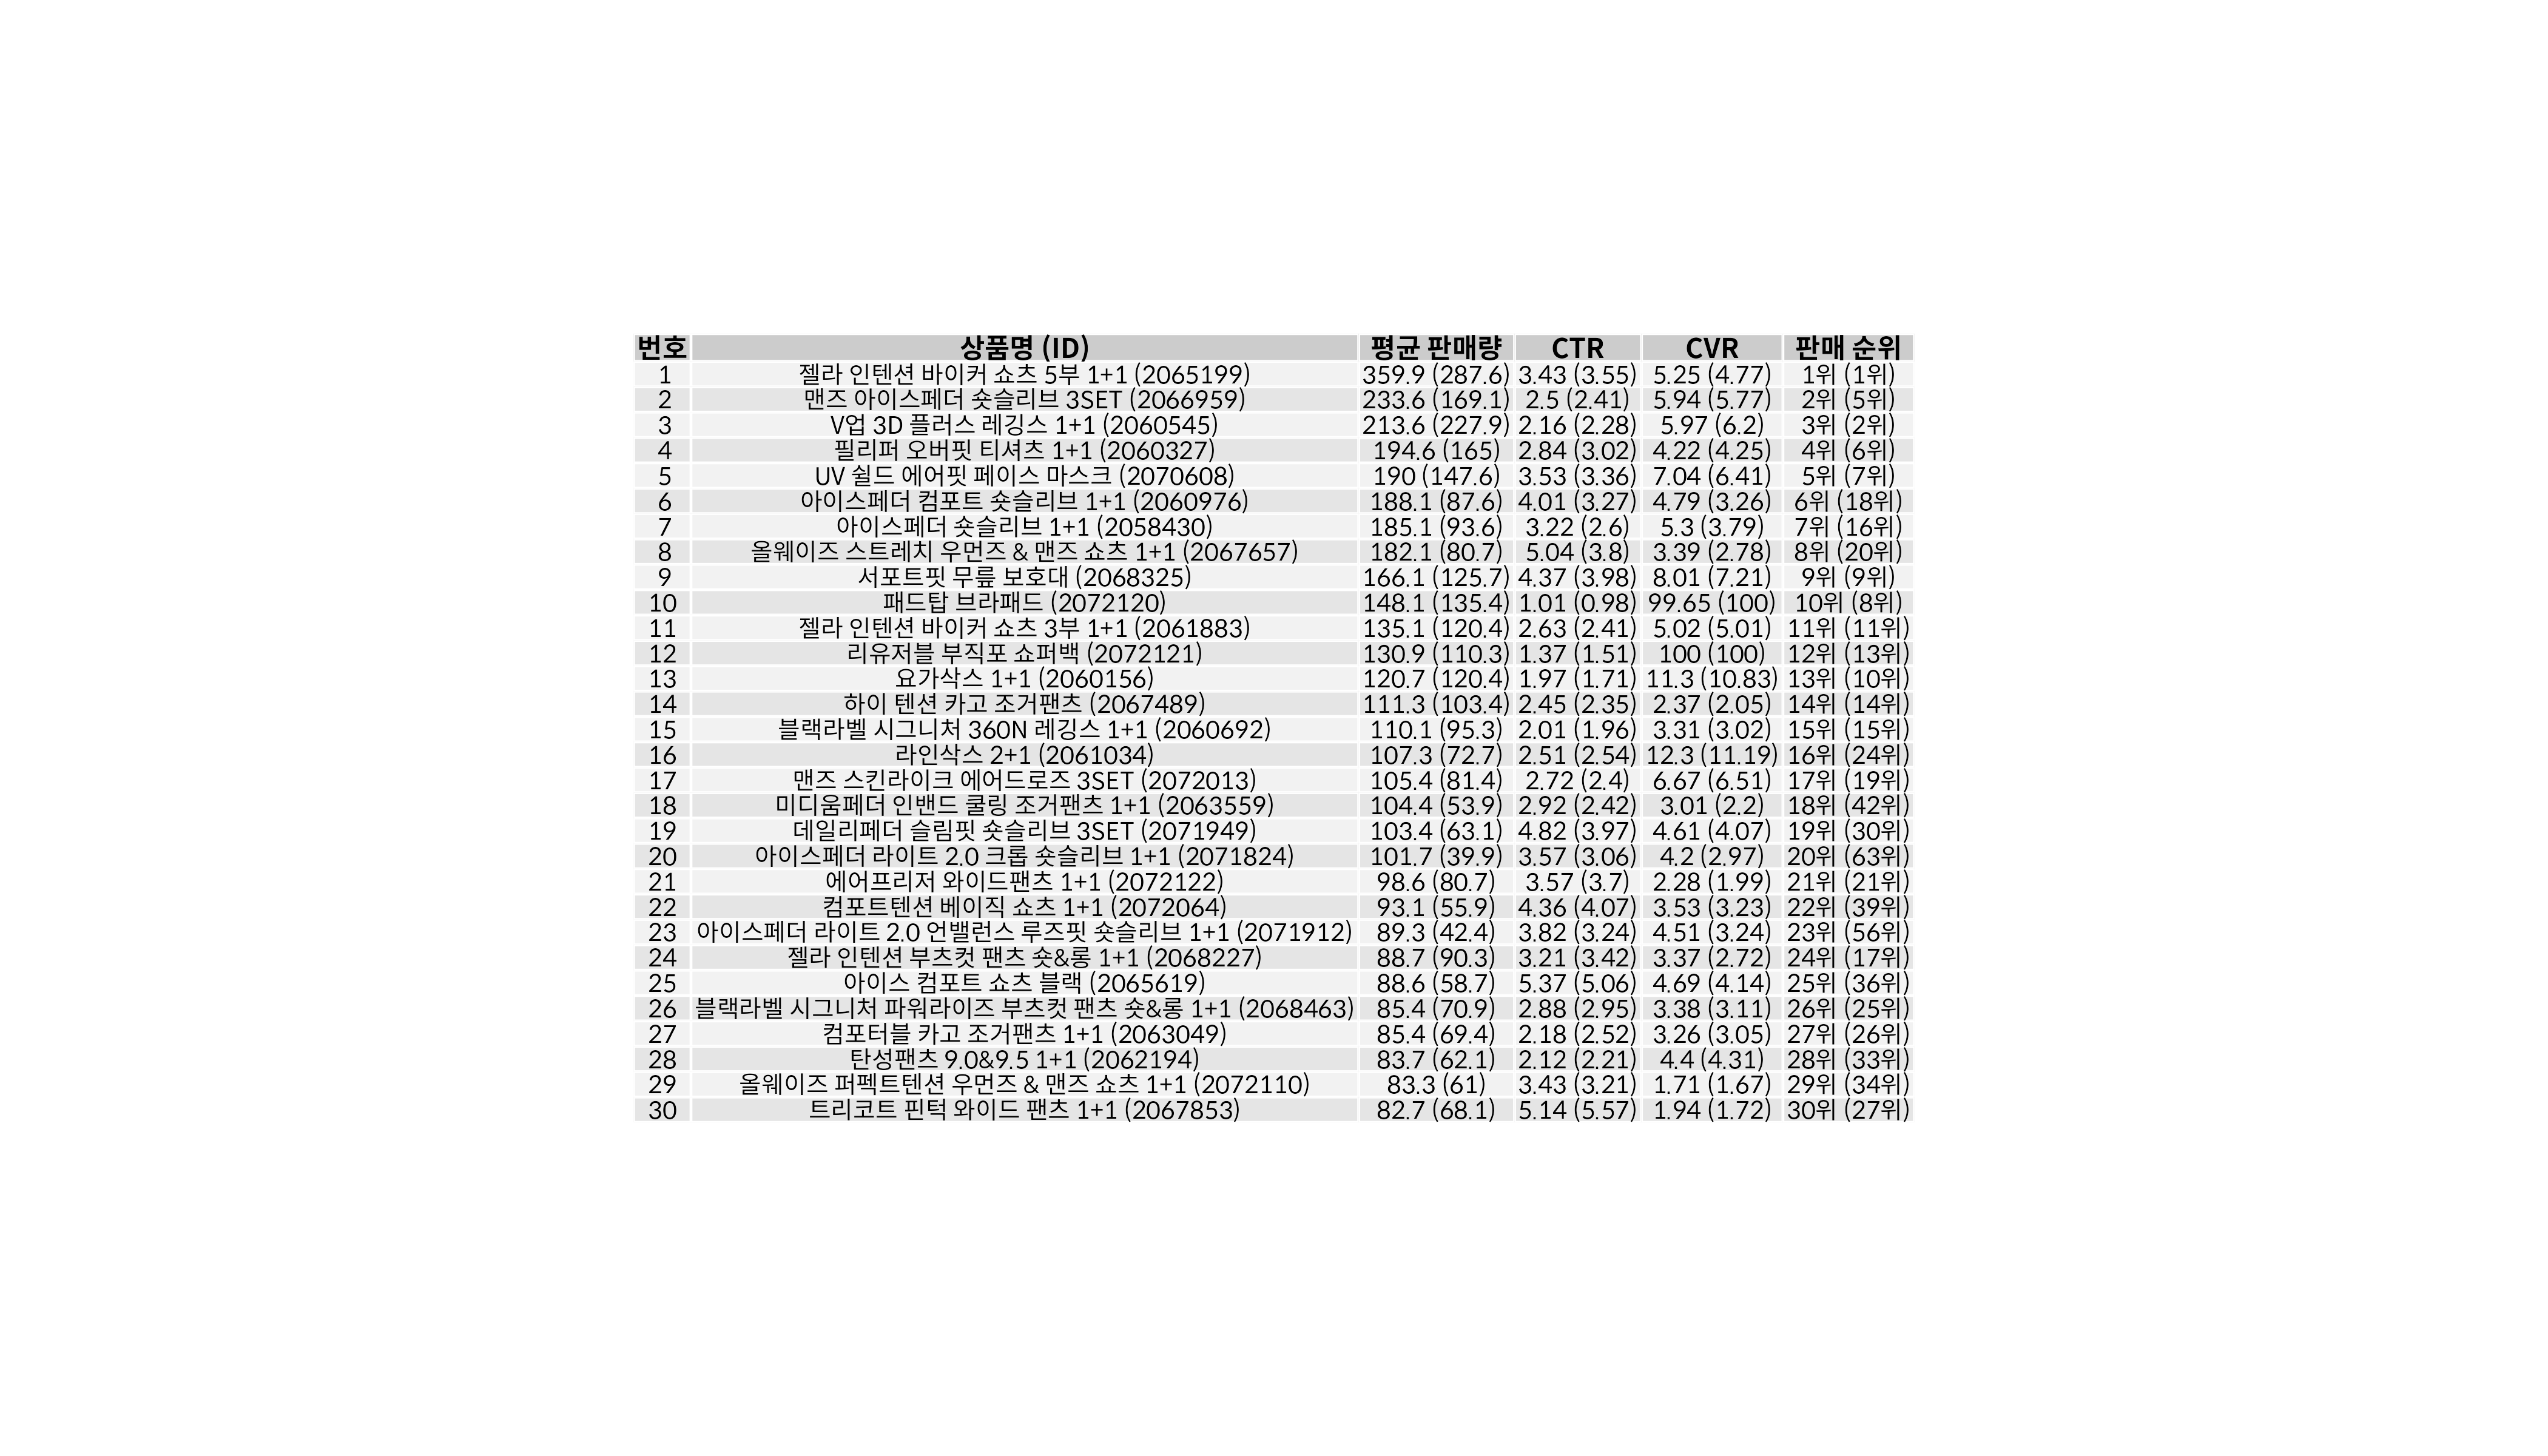 번호 상품명 (ID) 평균 판매량 CTR CVR 판매 순위
1 젤라 인텐션 바이커 쇼츠 5부 1+1 (2065199) 359.9 (287.6) 3.43 (3.55) 5.25 (4.77) 1위 (1위)
2 맨즈 아이스페더 숏슬리브 3SET (2066959) 233.6 (169.1) 2.5 (2.41) 5.94 (5.77) 2위 (5위)
3 V업 3D 플러스 레깅스 1+1 (2060545) 213.6 (227.9) 2.16 (2.28) 5.97 (6.2) 3위 (2위)
4 필리퍼 오버핏 티셔츠 1+1 (2060327) 194.6 (165) 2.84 (3.02) 4.22 (4.25) 4위 (6위)
5 UV 쉴드 에어핏 페이스 마스크 (2070608) 190 (147.6) 3.53 (3.36) 7.04 (6.41) 5위 (7위)
6 아이스페더 컴포트 숏슬리브 1+1 (2060976) 188.1 (87.6) 4.01 (3.27) 4.79 (3.26) 6위 (18위)
7 아이스페더 숏슬리브 1+1 (2058430) 185.1 (93.6) 3.22 (2.6) 5.3 (3.79) 7위 (16위)
8 올웨이즈 스트레치 우먼즈 & 맨즈 쇼츠 1+1 (2067657) 182.1 (80.7) 5.04 (3.8) 3.39 (2.78) 8위 (20위)
9 서포트핏 무릎 보호대 (2068325) 166.1 (125.7) 4.37 (3.98) 8.01 (7.21) 9위 (9위)
10 패드탑 브라패드 (2072120) 148.1 (135.4) 1.01 (0.98) 99.65 (100) 10위 (8위)
11 젤라 인텐션 바이커 쇼츠 3부 1+1 (2061883) 135.1 (120.4) 2.63 (2.41) 5.02 (5.01) 11위 (11위)
12 리유저블 부직포 쇼퍼백 (2072121) 130.9 (110.3) 1.37 (1.51) 100 (100) 12위 (13위)
13 요가삭스 1+1 (2060156) 120.7 (120.4) 1.97 (1.71) 11.3 (10.83) 13위 (10위)
14 하이 텐션 카고 조거팬츠 (2067489) 111.3 (103.4) 2.45 (2.35) 2.37 (2.05) 14위 (14위)
15 블랙라벨 시그니처 360N 레깅스 1+1 (2060692) 110.1 (95.3) 2.01 (1.96) 3.31 (3.02) 15위 (15위)
16 라인삭스 2+1 (2061034) 107.3 (72.7) 2.51 (2.54) 12.3 (11.19) 16위 (24위)
17 맨즈 스킨라이크 에어드로즈 3SET (2072013) 105.4 (81.4) 2.72 (2.4) 6.67 (6.51) 17위 (19위)
18 미디움페더 인밴드 쿨링 조거팬츠 1+1 (2063559) 104.4 (53.9) 2.92 (2.42) 3.01 (2.2) 18위 (42위)
19 데일리페더 슬림핏 숏슬리브 3SET (2071949) 103.4 (63.1) 4.82 (3.97) 4.61 (4.07) 19위 (30위)
20 아이스페더 라이트 2.0 크롭 숏슬리브 1+1 (2071824) 101.7 (39.9) 3.57 (3.06) 4.2 (2.97) 20위 (63위)
21 에어프리저 와이드팬츠 1+1 (2072122) 98.6 (80.7) 3.57 (3.7) 2.28 (1.99) 21위 (21위)
22 컴포트텐션 베이직 쇼츠 1+1 (2072064) 93.1 (55.9) 4.36 (4.07) 3.53 (3.23) 22위 (39위)
23 아이스페더 라이트 2.0 언밸런스 루즈핏 숏슬리브 1+1 (2071912) 89.3 (42.4) 3.82 (3.24) 4.51 (3.24) 23위 (56위)
24 젤라 인텐션 부츠컷 팬츠 숏&롱 1+1 (2068227) 88.7 (90.3) 3.21 (3.42) 3.37 (2.72) 24위 (17위)
25 아이스 컴포트 쇼츠 블랙 (2065619) 88.6 (58.7) 5.37 (5.06) 4.69 (4.14) 25위 (36위)
26 블랙라벨 시그니처 파워라이즈 부츠컷 팬츠 숏&롱 1+1 (2068463) 85.4 (70.9) 2.88 (2.95) 3.38 (3.11) 26위 (25위)
27 컴포터블 카고 조거팬츠 1+1 (2063049) 85.4 (69.4) 2.18 (2.52) 3.26 (3.05) 27위 (26위)
28 탄성팬츠 9.0&9.5 1+1 (2062194) 83.7 (62.1) 2.12 (2.21) 4.4 (4.31) 28위 (33위)
29 올웨이즈 퍼펙트텐션 우먼즈 & 맨즈 쇼츠 1+1 (2072110) 83.3 (61) 3.43 (3.21) 1.71 (1.67) 29위 (34위)
30 트리코트 핀턱 와이드 팬츠 1+1 (2067853) 82.7 (68.1) 5.14 (5.57) 1.94 (1.72) 30위 (27위)